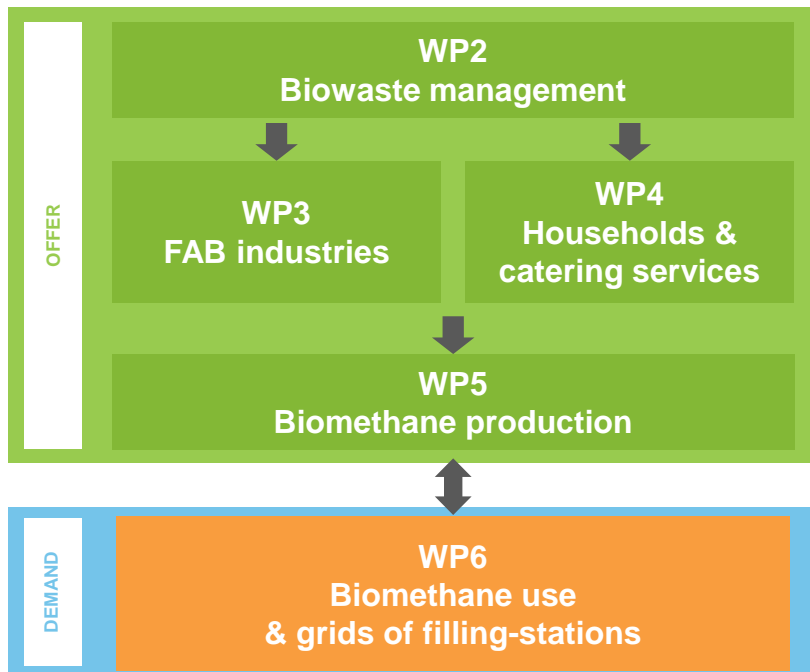 OFFER
WP2
Biowaste management
WP3
FAB industries
WP4
Households &
catering services
WP5
Biomethane production
DEMAND
WP6
Biomethane use
& grids of filling-stations